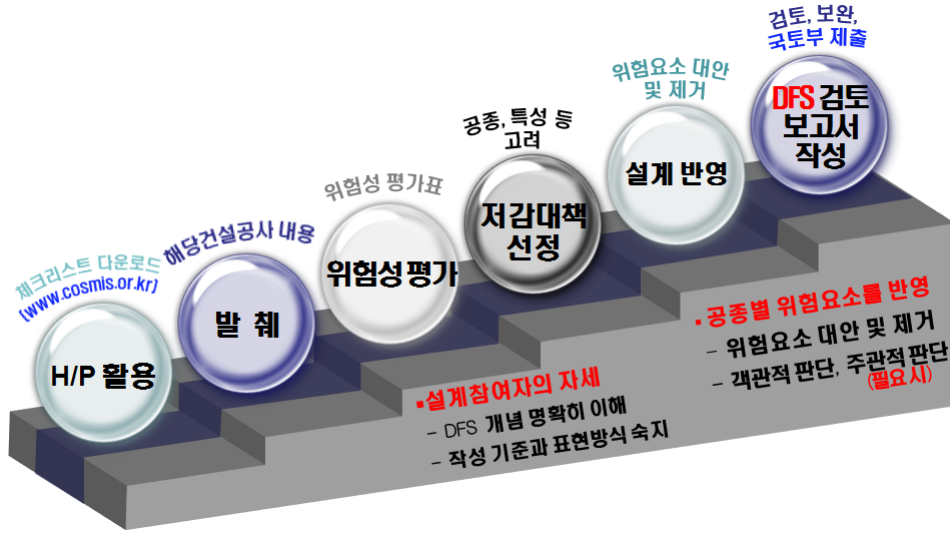 체크리스트 다운로드
(www.cosmis.or.kr)
H/P 활용
해당건설공사 내용
발 췌
위험성 평가표
위험성 평가
공종, 특성 등
고려
저감대책
선정
위험요소 대안
및 제거
설계 반영
검토, 보완,
국토부 제출
DFS 검토
보고서
작성
▪설계참여자의 자세
- DFS 개념 명확히 이해
- 작성 기준과 표현방식 숙지
▪ 공종별 위험요소를 반영
- 위험요소 대안 및 제거
- 객관적 판단, 주관적 판단
(필요시)